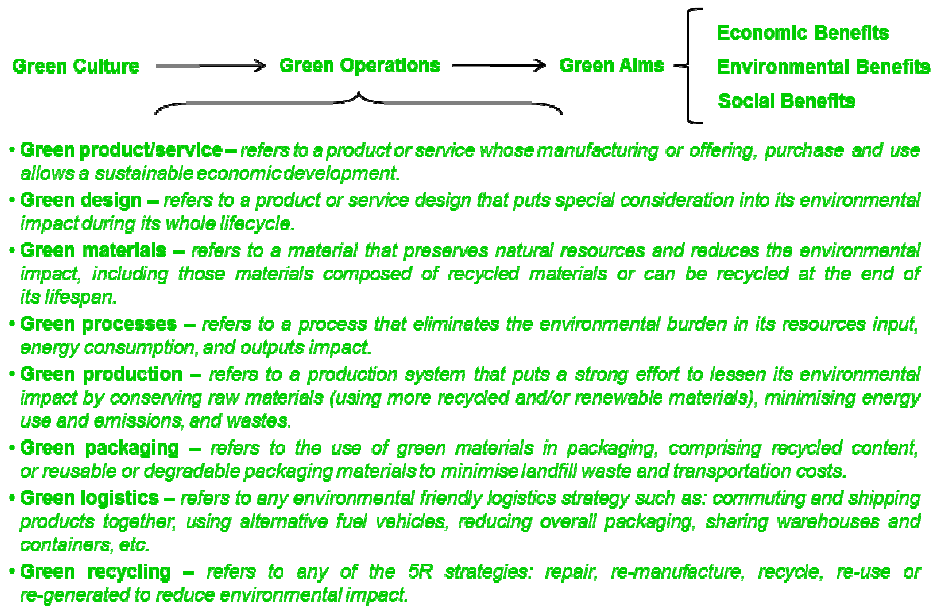 Economic Benefits
Green Culture Green Operations Green Aims Environmental Benefits
Social Benefits
• Green product/service – refers to a product or service whose manufacturing or offering, purchase and use
allows a sustainable economic development.
• Green design – refers to a product or service design that puts special consideration into its environmental
impact during its whole lifecycle.
• Green materials – refers to a material that preserves natural resources and reduces the environmental
impact, including those materials composed of recycled materials or can be recycled at the end of
its lifespan.
• Green processes – refers to a process that eliminates the environmental burden in its resources input,
energy consumption, and outputs impact.
• Green production – refers to a production system that puts a strong effort to lessen its environmental
impact by conserving raw materials (using more recycled and/or renewable materials), minimising energy
use and emissions, and wastes.
• Green packaging – refers to the use of green materials in packaging, comprising recycled content,
or reusable or degradable packaging materials to minimise landfill waste and transportation costs.
• Green logistics – refers to any environmental friendly logistics strategy such as: commuting and shipping
products together, using alternative fuel vehicles, reducing overall packaging, sharing warehouses and
containers, etc.
• Green recycling – refers to any of the 5R strategies: repair, re-manufacture, recycle, re-use or
re-generated to reduce environmental impact.